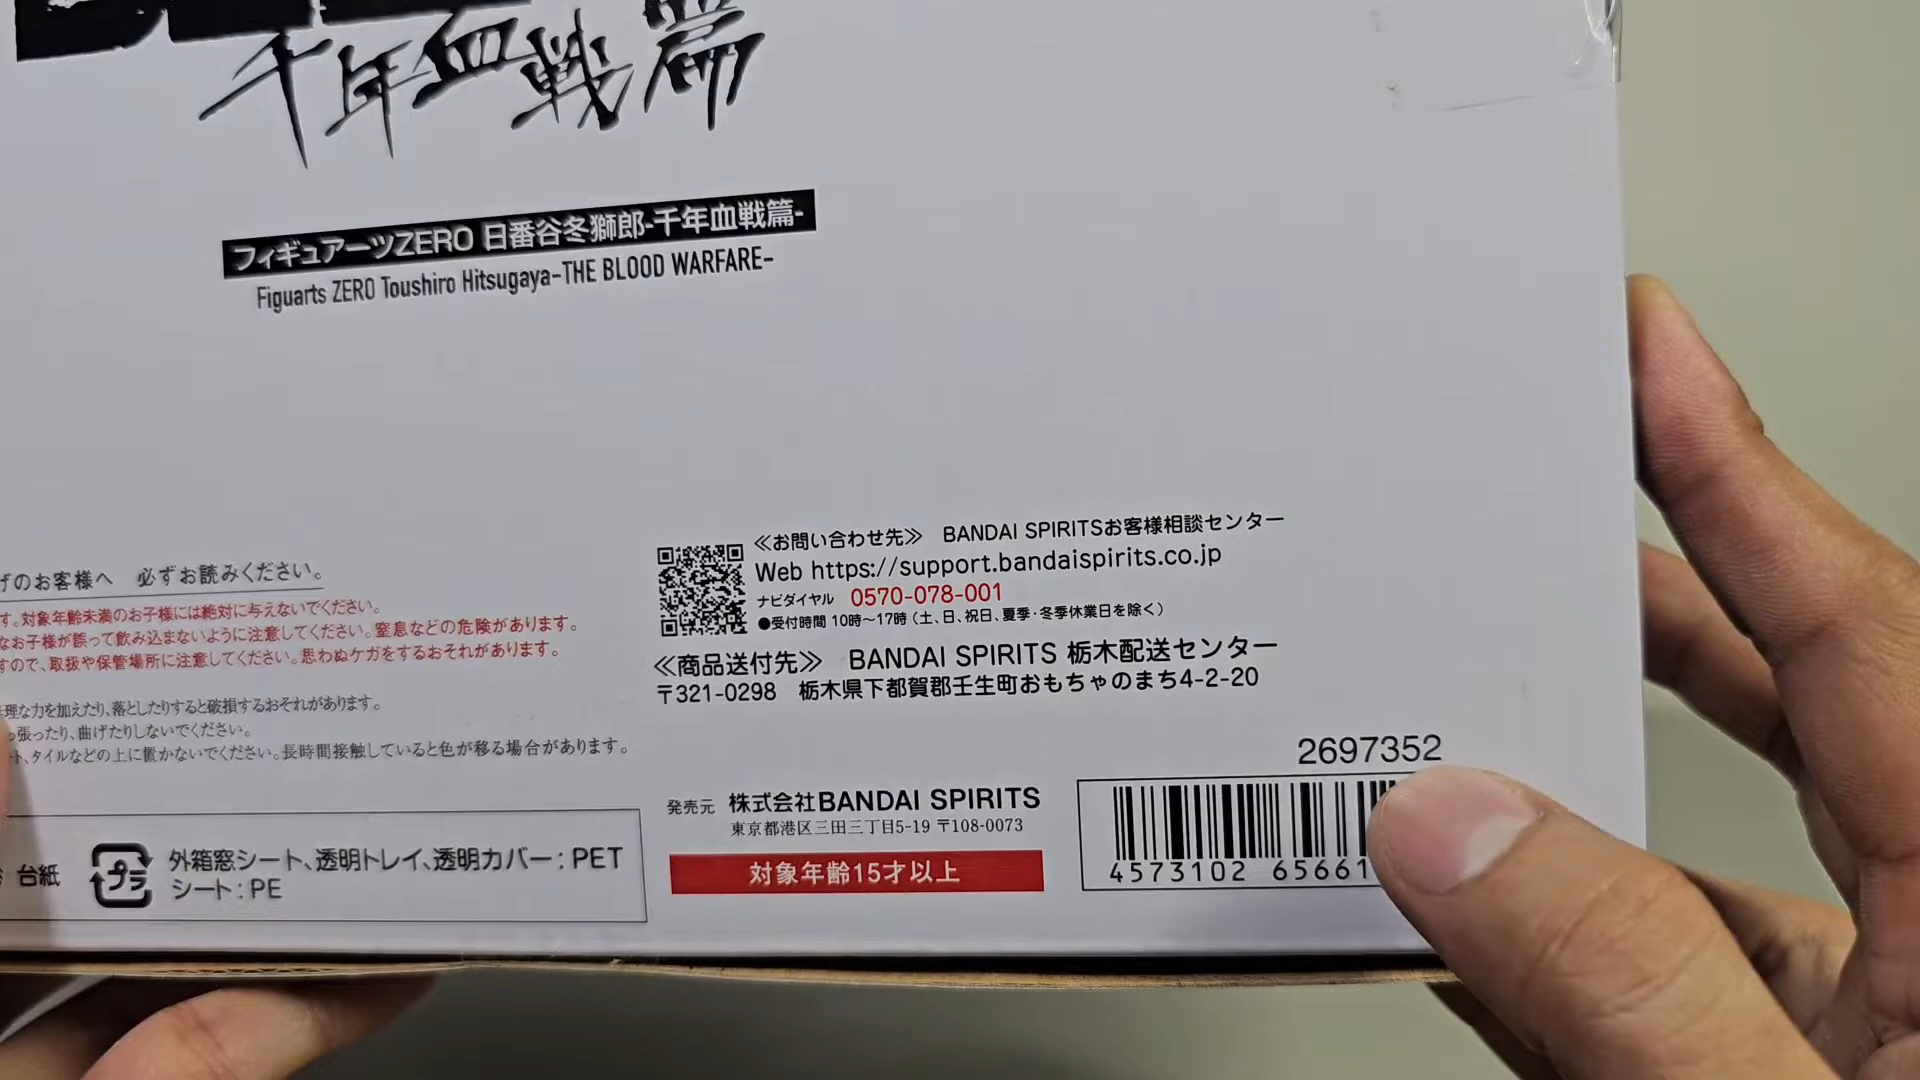 千年血戦篇
フィギュアーツZERO 日番谷冬獅郎-千年血戦篇-
Figuarts ZERO Toushiro Hitsugaya-THE BLOOD WARFARE-
げのお客様へ 必ずお読みください。
す。対象年齢未満のお子様には絶対に与えないでください。
なお子様が誤って飲み込まないように注意してください。窒息などの危険があります。
すので、取扱や保管場所に注意してください。思わぬケガをするおそれがあります。
理な力を加えたり、落としたりすると破損するおそれがあります。
っ張ったり、曲げたりしないでください。
ト、タイルなどの上に置かないでください。長時間接触していると色が移る場合があります。
台紙
プラ
外箱窓シート、透明トレイ、透明カバー：PET
シート：PE
≪お問い合わせ先≫ BANDAI SPIRITSお客様相談センター
Web https://support.bandaispirits.co.jp
ナビダイヤル 0570-078-001
●受付時間 10時～17時（土、日、祝日、夏季・冬季休業日を除く）
≪商品送付先≫ BANDAI SPIRITS 栃木配送センター
〒321-0298 栃木県下都賀郡壬生町おもちゃのまち4-2-20
発売元 株式会社BANDAI SPIRITS
東京都港区三田三丁目5-19 〒108-0073
対象年齢15才以上
2697352
4573102 65661